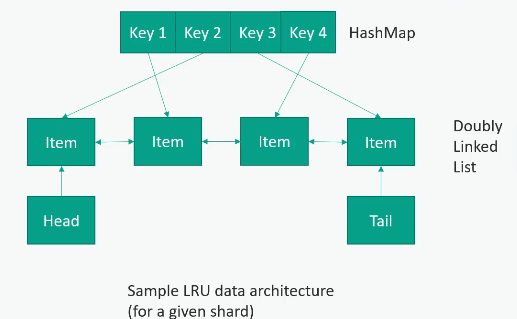 Key 1 Key 2 Key 3 Key 4
HashMap
Item
Item
Item
Item
Doubly
Linked
List
Head
Tail
Sample LRU data architecture
(for a given shard)